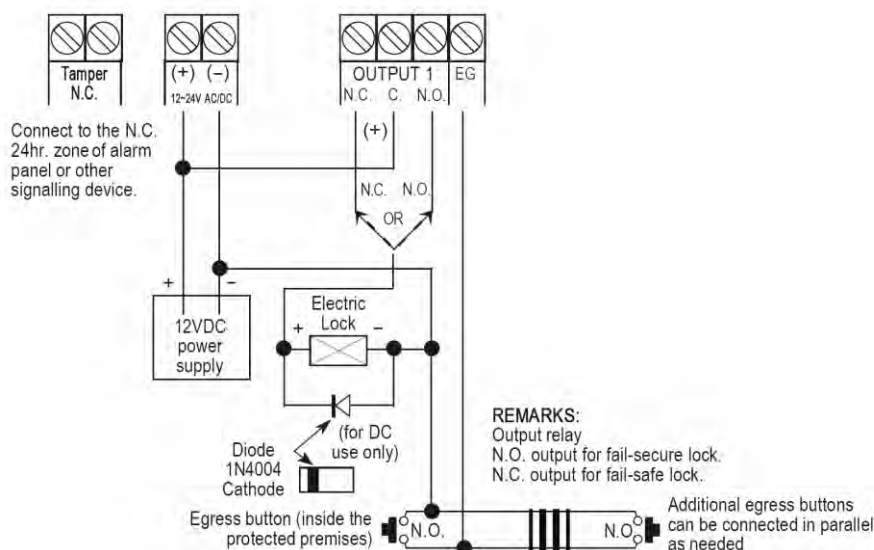 Tamper
N.C.
(+) (–)
12~24V AC/DC
OUTPUT 1
EG
N.C. C. N.O.
Connect to the N.C.
24hr. zone of alarm
panel or other
signalling device.
(+)
N.C. N.O.
OR
+ –
12VDC
power
supply
Electric
Lock
+ –
(for DC
use only)
Diode
1N4004
Cathode
REMARKS:
Output relay
N.O. output for fail-secure lock.
N.C. output for fail-safe lock.
Egress button (inside the
protected premises)
N.O.
N.O.
Additional egress buttons
can be connected in parallel
as needed